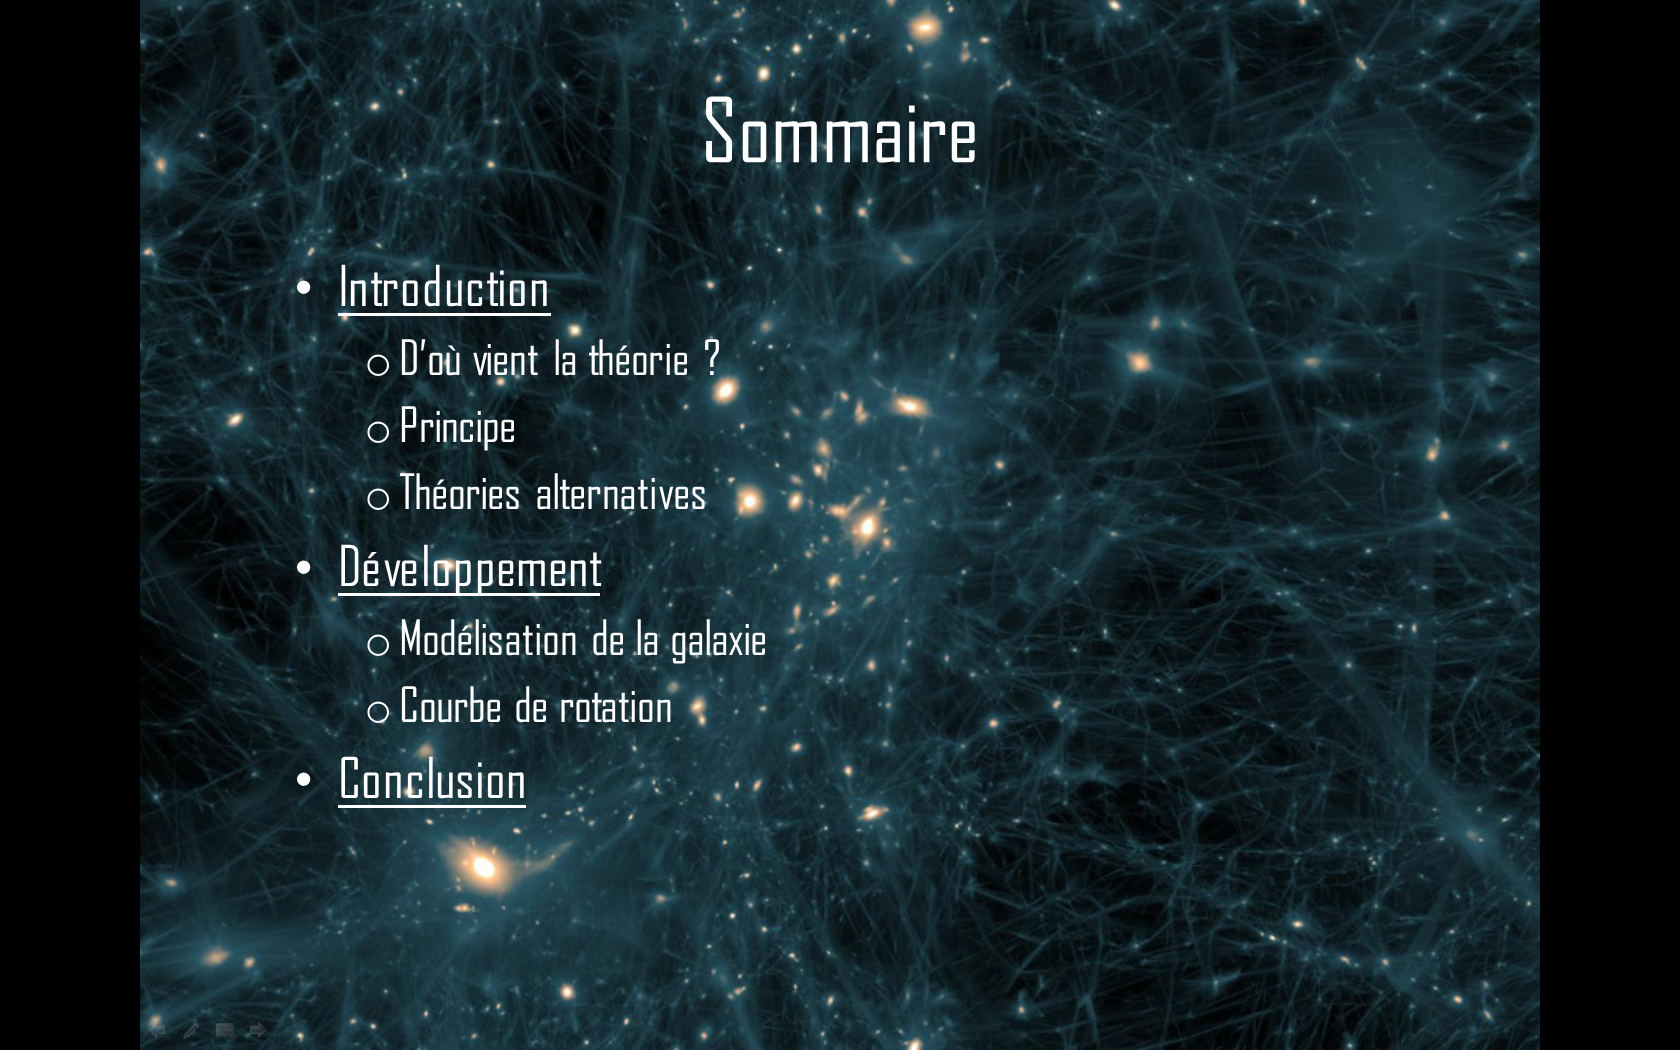 Sommaire
• Introduction
o D'où vient la théorie ?
o Principe
o Théories alternatives
• Développement
o Modélisation de la galaxie
o Courbe de rotation
• Conclusion